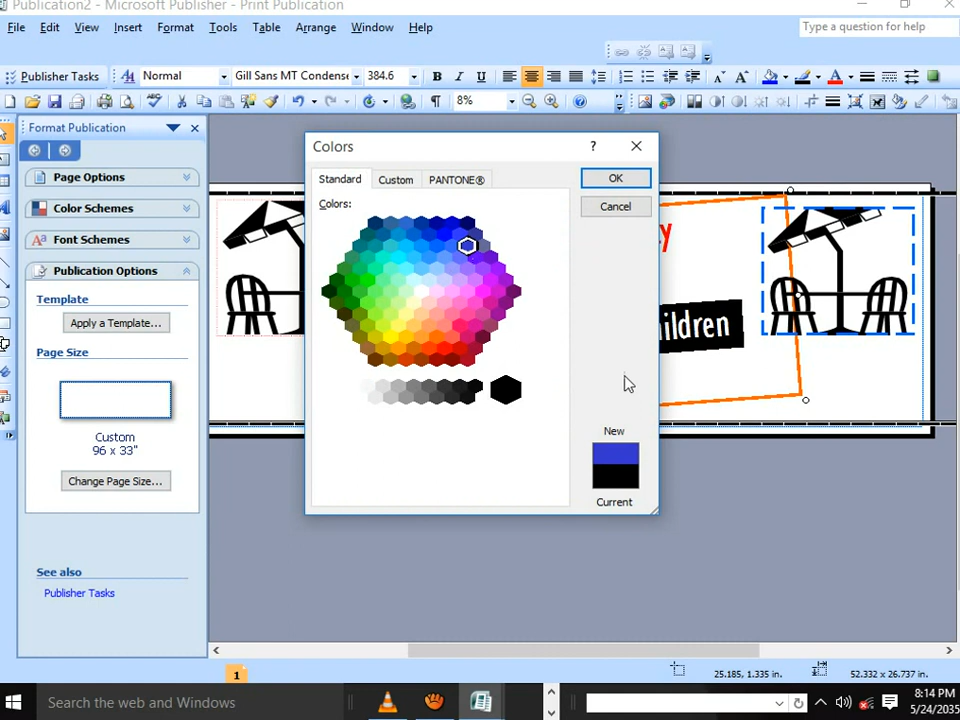 Publication2 - Microsoft Publisher - Print Publication
File Edit View Insert Format Tools Table Arrange Window Help
Type a question for help
Publisher Tasks Normal Gill Sans MT Condense 384.6 B I U
8%
Format Publication
Page Options
Color Schemes
Font Schemes
Publication Options
Template
Apply a Template...
Page Size
Custom
96 x 33"
Change Page Size...
See also
Publisher Tasks
Colors
Standard Custom PANTONE®
OK
Colors:
Cancel
New
Current
y
ildren
1
25.185, 1.335 in. 52.332 x 26.737 in.
Search the web and Windows
8:14 PM
5/24/2035